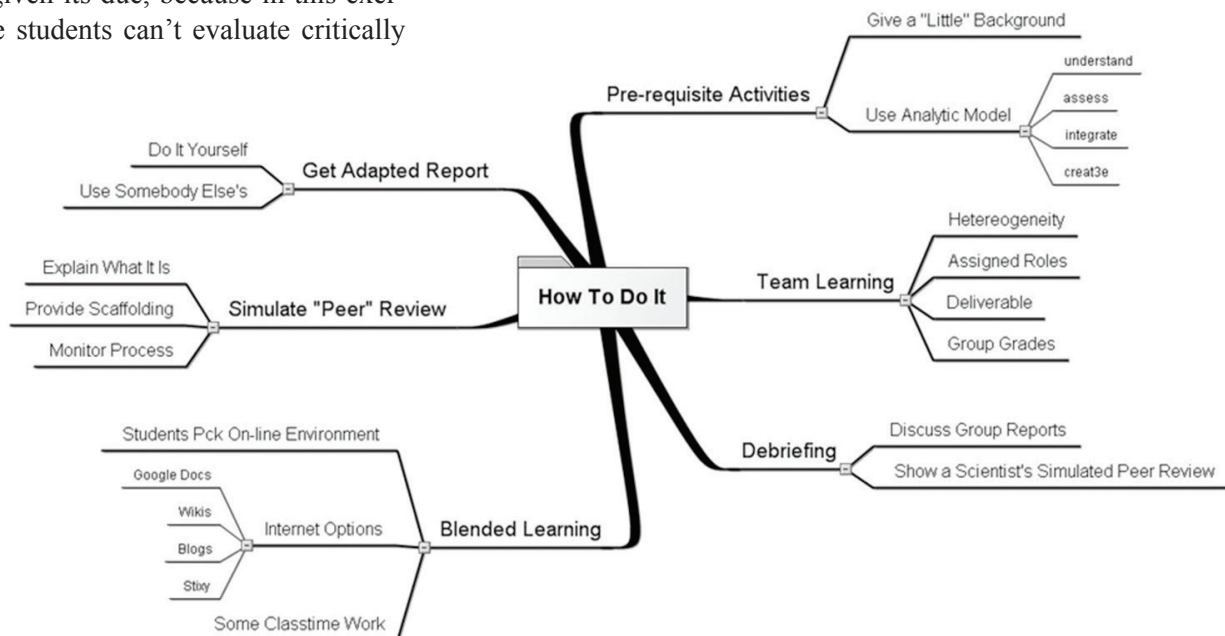 given its due, because in this exer-
e students can't evaluate critically
Give a "Little" Background
Pre-requisite Activities
Use Analytic Model
understand
assess
integrate
creat3e
Do It Yourself
Get Adapted Report
Use Somebody Else's
Hetereogeneity
Assigned Roles
Team Learning
Deliverable
Group Grades
How To Do It
Explain What It Is
Provide Scaffolding
Simulate "Peer" Review
Monitor Process
Discuss Group Reports
Debriefing
Show a Scientist's Simulated Peer Review
Students Pck On-line Environment
Google Docs
Wikis
Internet Options
Blended Learning
Blogs
Stixy
Some Classtime Work